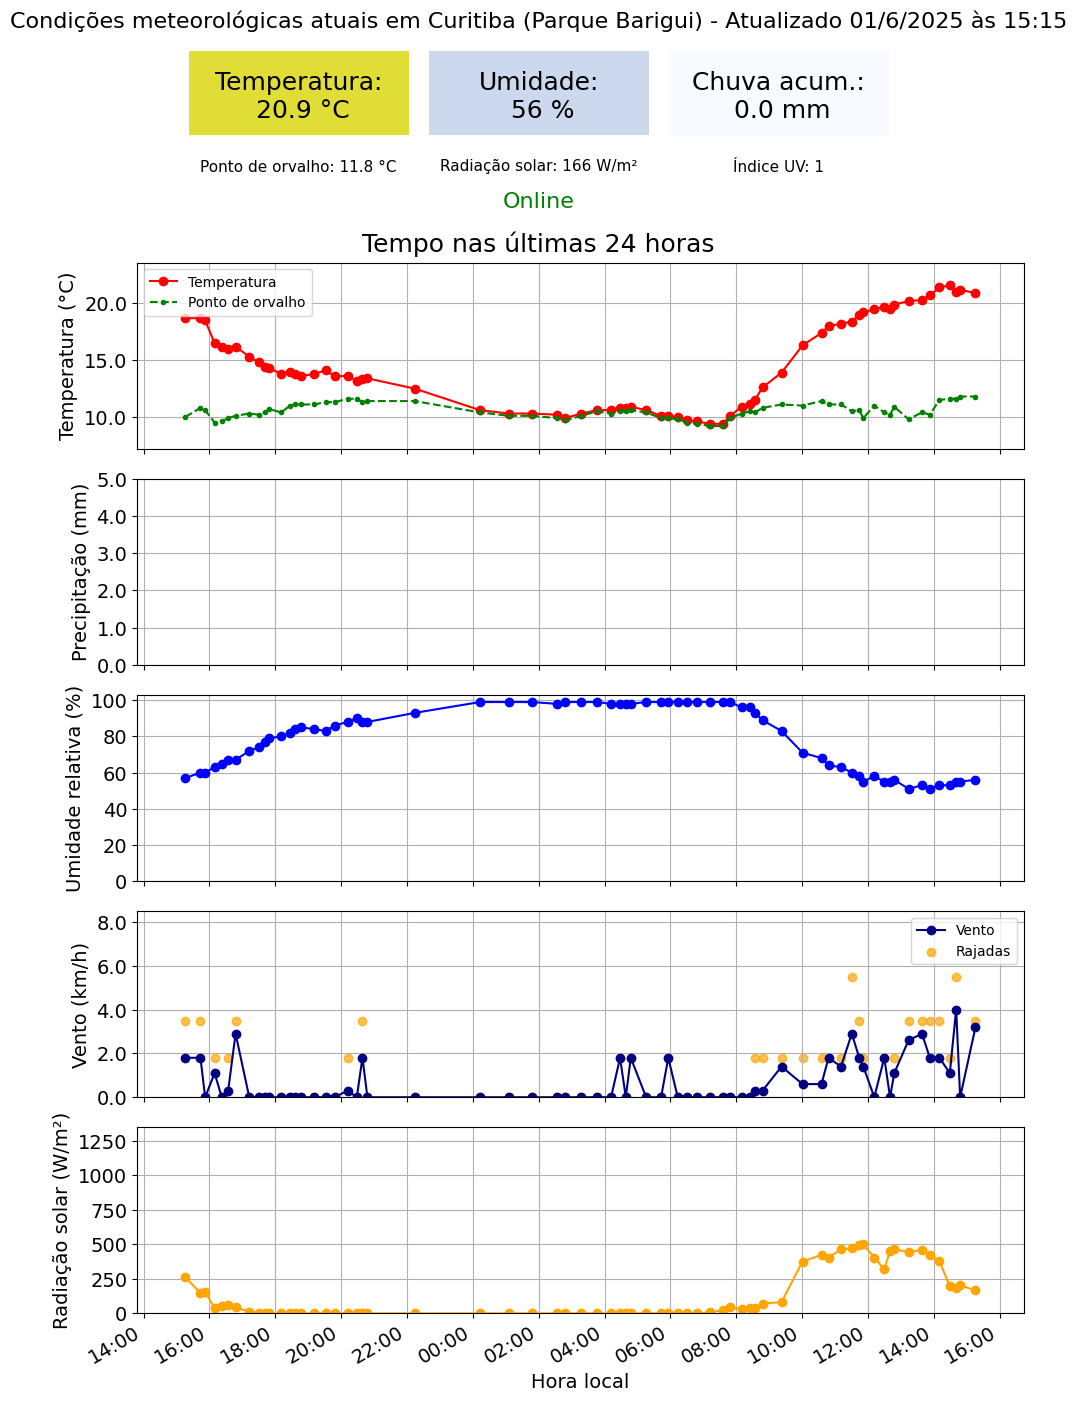 Condições meteorológicas atuais em Curitiba (Parque Barigui) - Atualizado 01/6/2025 às 15:15
Temperatura:
20.9 °C
Umidade:
56 %
Chuva acum.:
0.0 mm
Ponto de orvalho: 11.8 °C
Radiação solar: 166 W/m²
Índice UV: 1
Online
Tempo nas últimas 24 horas
Temperatura (°C)
20.0
15.0
10.0
Temperatura
Ponto de orvalho
Precipitação (mm)
5.0
4.0
3.0
2.0
1.0
0.0
Umidade relativa (%)
100
80
60
40
20
0
Vento (km/h)
8.0
6.0
4.0
2.0
0.0
Vento
Rajadas
Radiação solar (W/m²)
1250
1000
750
500
250
0
14:00
16:00
18:00
20:00
22:00
00:00
02:00
04:00
06:00
08:00
10:00
12:00
14:00
16:00
Hora local